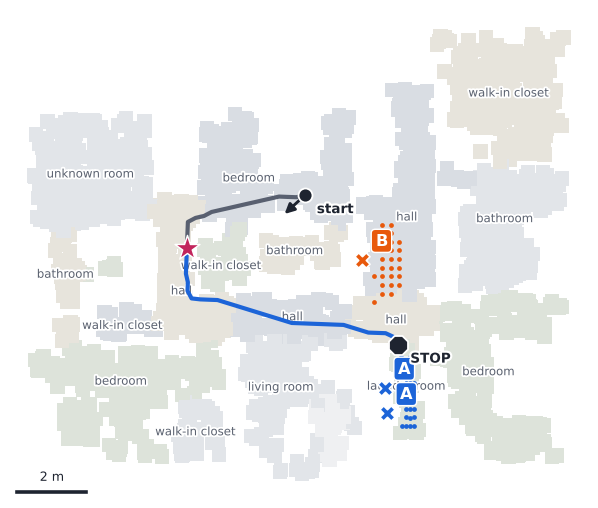 walk-in closet
unknown room
bedroom
start
hall
bathroom
B
bathroom
walk-in closet
bathroom
hall
hall
hall
walk-in closet
STOP
A
bedroom
living room
bedroom
A
walk-in closet
2 m